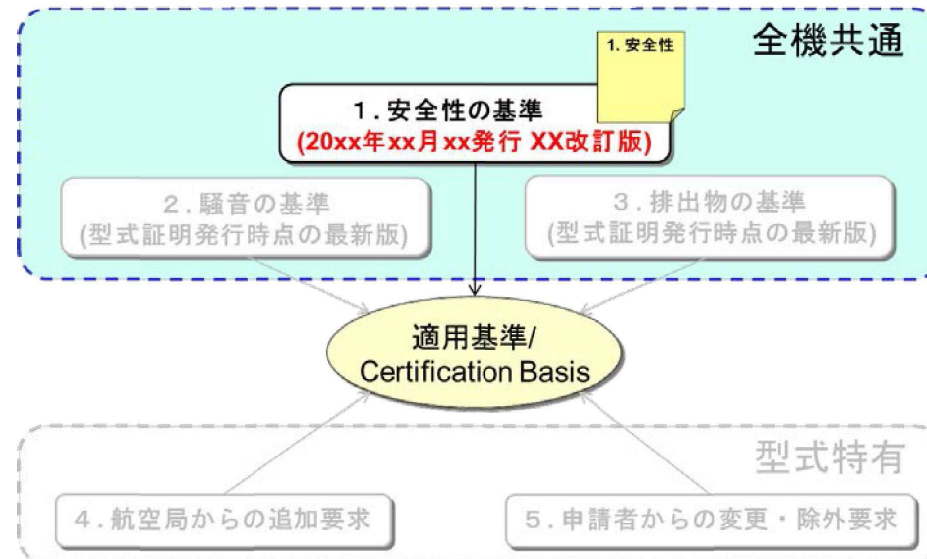 全機共通
1. 安全性
1.安全性の基準
(20xx年xx月xx発行 XX改訂版)
2.騒音の基準
(型式証明発行時点の最新版)
3.排出物の基準
(型式証明発行時点の最新版)
適用基準/
Certification Basis
型式特有
4.航空局からの追加要求
5.申請者からの変更・除外要求